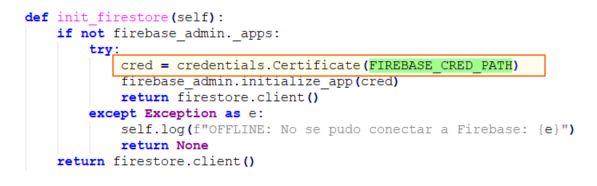 def init_firestore(self):
    if not firebase_admin._apps:
        try:
            cred = credentials.Certificate(FIREBASE_CRED_PATH)
            firebase_admin.initialize_app(cred)
            return firestore.client()
        except Exception as e:
            self.log(f"OFFLINE: No se pudo conectar a Firebase: {e}")
            return None
    return firestore.client()